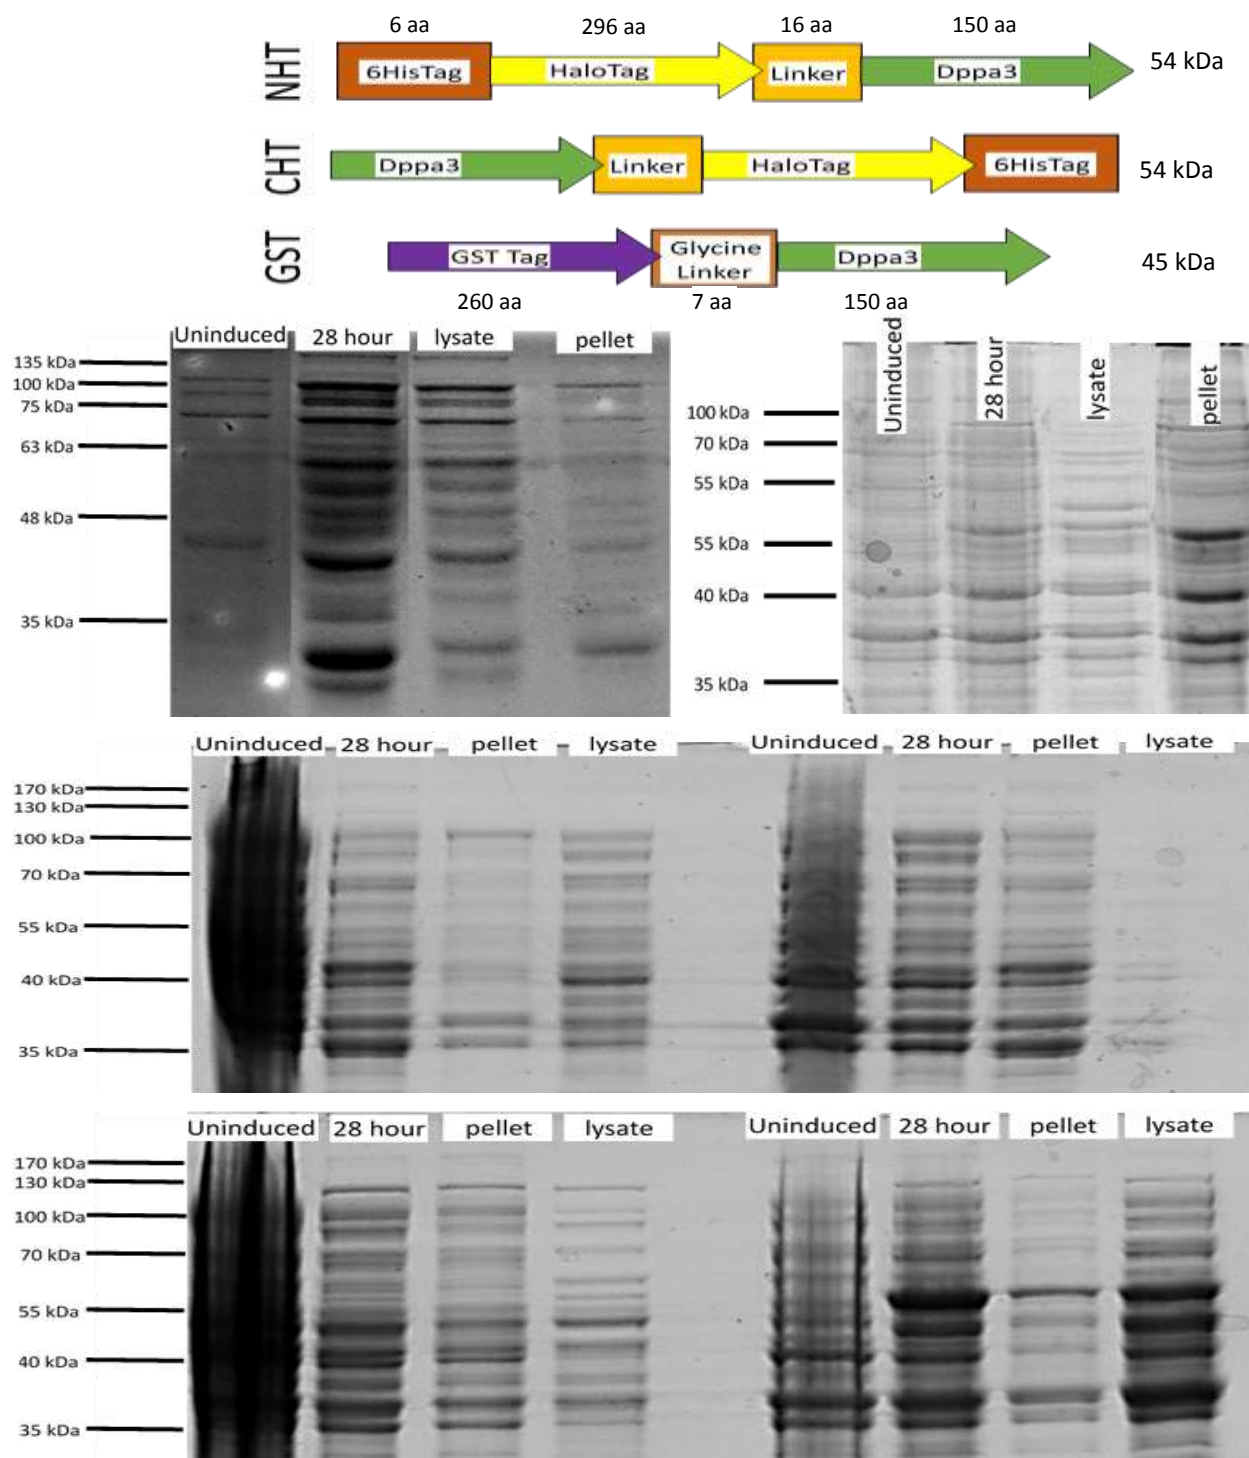 6 aa 296 aa 16 aa 150 aa
NHT 6HisTag HaloTag Linker Dppa3 54 kDa
CHT Dppa3 Linker HaloTag 6HisTag 54 kDa
GST GST Tag Glycine Linker Dppa3 45 kDa
260 aa 7 aa 150 aa
Uninduced 28 hour lysate pellet
135 kDa
100 kDa
75 kDa
63 kDa
48 kDa
35 kDa
Uninduced 28 hour lysate pellet
100 kDa
70 kDa
55 kDa
55 kDa
40 kDa
35 kDa
Uninduced 28 hour pellet lysate Uninduced 28 hour pellet lysate
170 kDa
130 kDa
100 kDa
70 kDa
55 kDa
40 kDa
35 kDa
Uninduced 28 hour pellet lysate Uninduced 28 hour pellet lysate
170 kDa
130 kDa
100 kDa
70 kDa
55 kDa
40 kDa
35 kDa